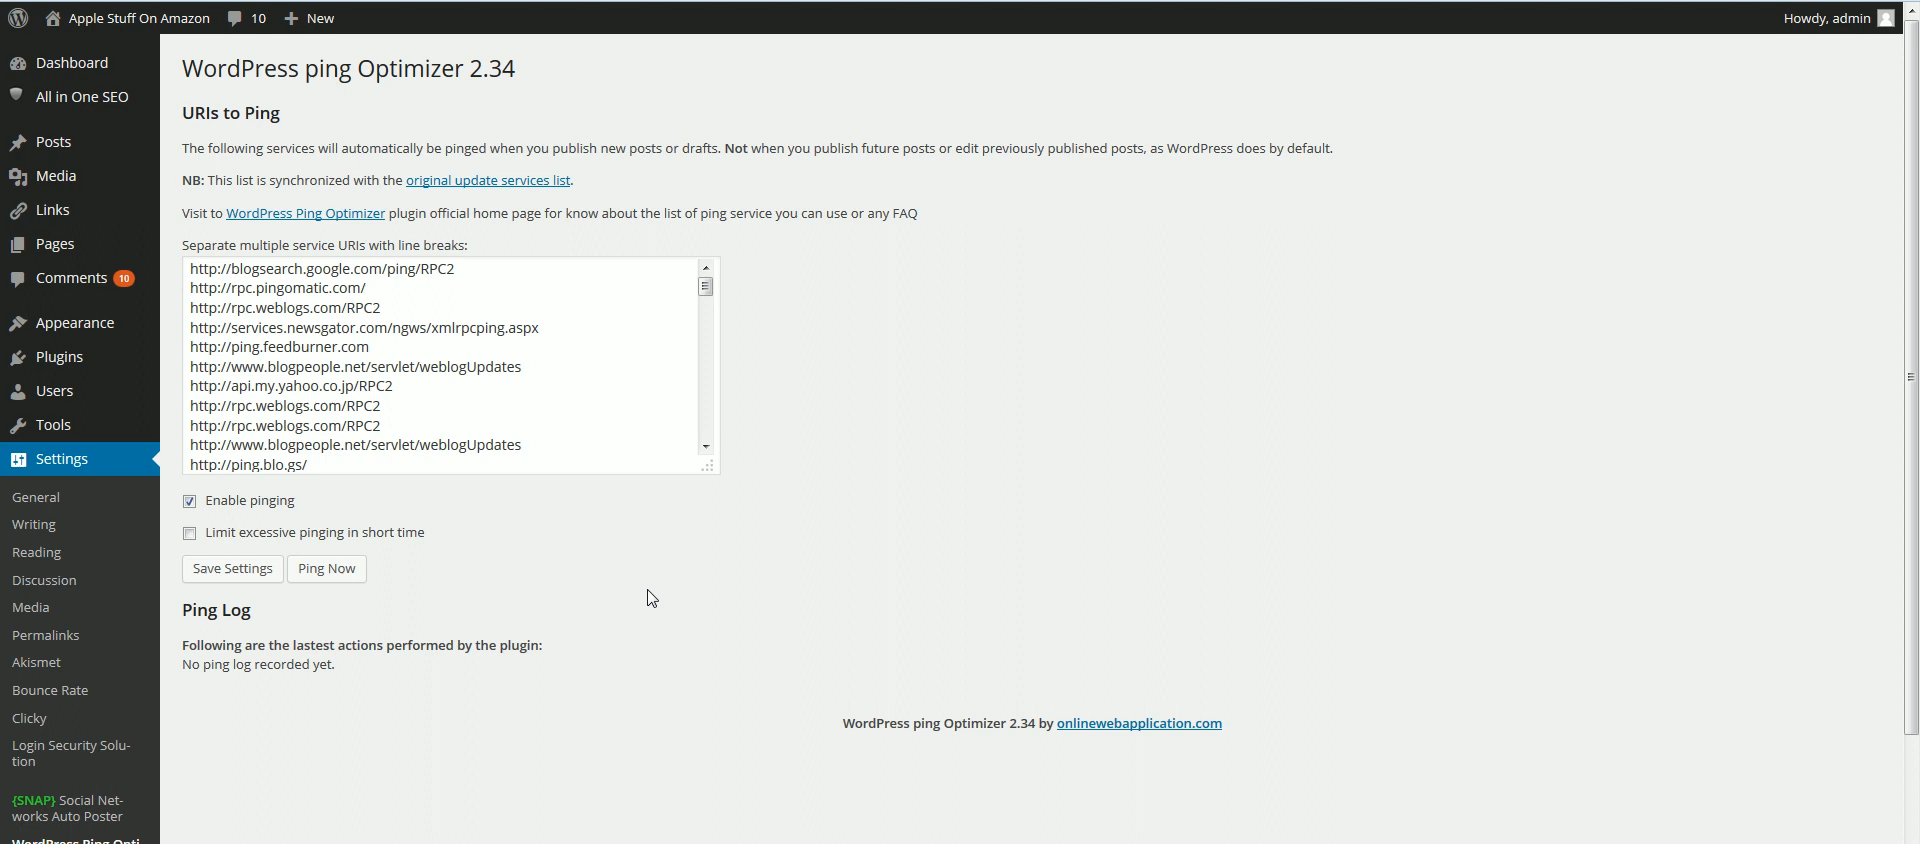 Apple Stuff On Amazon 10 New Howdy, admin
Dashboard
All in One SEO
Posts
Media
Links
Pages
Comments 10
Appearance
Plugins
Users
Tools
Settings
General
Writing
Reading
Discussion
Media
Permalinks
Akismet
Bounce Rate
Clicky
Login Security Solu-
tion
{SNAP} Social Net-
works Auto Poster
WordPress Ping Opti
WordPress ping Optimizer 2.34
URIs to Ping
The following services will automatically be pinged when you publish new posts or drafts. Not when you publish future posts or edit previously published posts, as WordPress does by default.
NB: This list is synchronized with the original update services list.
Visit to WordPress Ping Optimizer plugin official home page for know about the list of ping service you can use or any FAQ
Separate multiple service URIs with line breaks:
http://blogsearch.google.com/ping/RPC2
http://rpc.pingomatic.com/
http://rpc.weblogs.com/RPC2
http://services.newsgator.com/ngws/xmlrpcping.aspx
http://ping.feedburner.com
http://www.blogpeople.net/servlet/weblogUpdates
http://api.my.yahoo.co.jp/RPC2
http://rpc.weblogs.com/RPC2
http://rpc.weblogs.com/RPC2
http://www.blogpeople.net/servlet/weblogUpdates
http://ping.blo.gs/
Enable pinging
Limit excessive pinging in short time
Save Settings Ping Now
Ping Log
Following are the lastest actions performed by the plugin:
No ping log recorded yet.
WordPress ping Optimizer 2.34 by onlinewebapplication.com